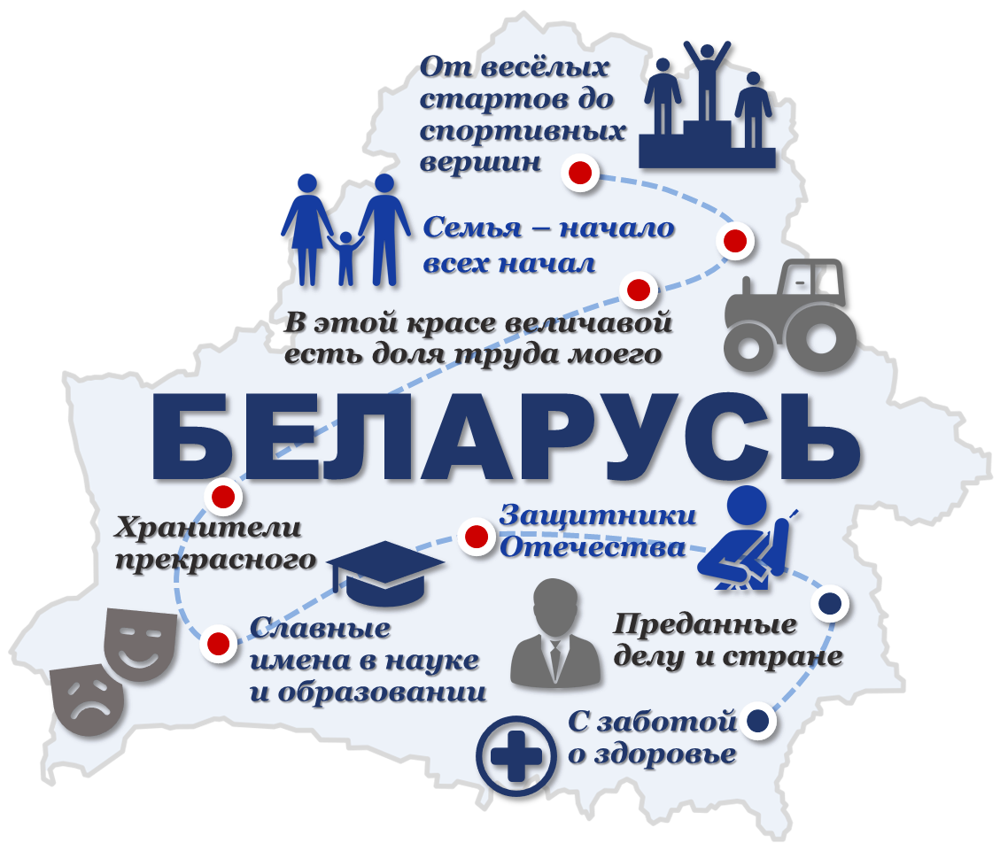 От весёлых
стартов до
спортивных
вершин
Семья – начало
всех начал
В этой красе величавой
есть доля труда моего
БЕЛАРУСЬ
Хранители
прекрасного
Защитники
Отечества
Славные
имена в науке
и образовании
Преданные
делу и стране
С заботой
о здоровье